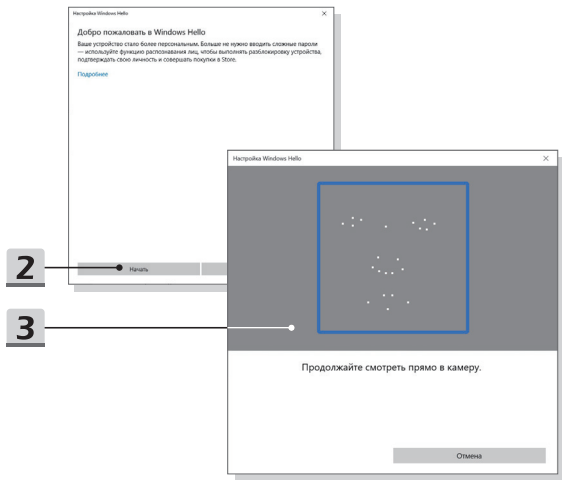 Настройка Windows Hello
Добро пожаловать в Windows Hello
Ваше устройство стало более персональным. Больше не нужно вводить сложные пароли
— используйте функцию распознавания лиц, чтобы выполнять разблокировку устройства,
подтверждать свою личность и совершать покупки в Store.
Подробнее
2
Начать
Настройка Windows Hello
3
Продолжайте смотреть прямо в камеру.
Отмена